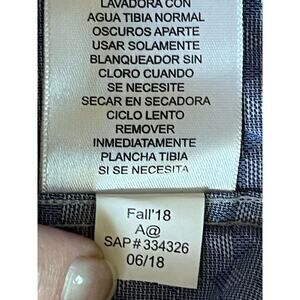 LAVADORA CON
AGUA TIBIA NORMAL
OSCUROS APARTE
USAR SOLAMENTE
BLANQUEADOR SIN
CLORO CUANDO
SE NECESITE
SECAR EN SECADORA
CICLO LENTO
REMOVER
INMEDIATAMENTE
PLANCHA TIBIA
SI SE NECESITA
Fall'18
A@
SAP#334326
06/18